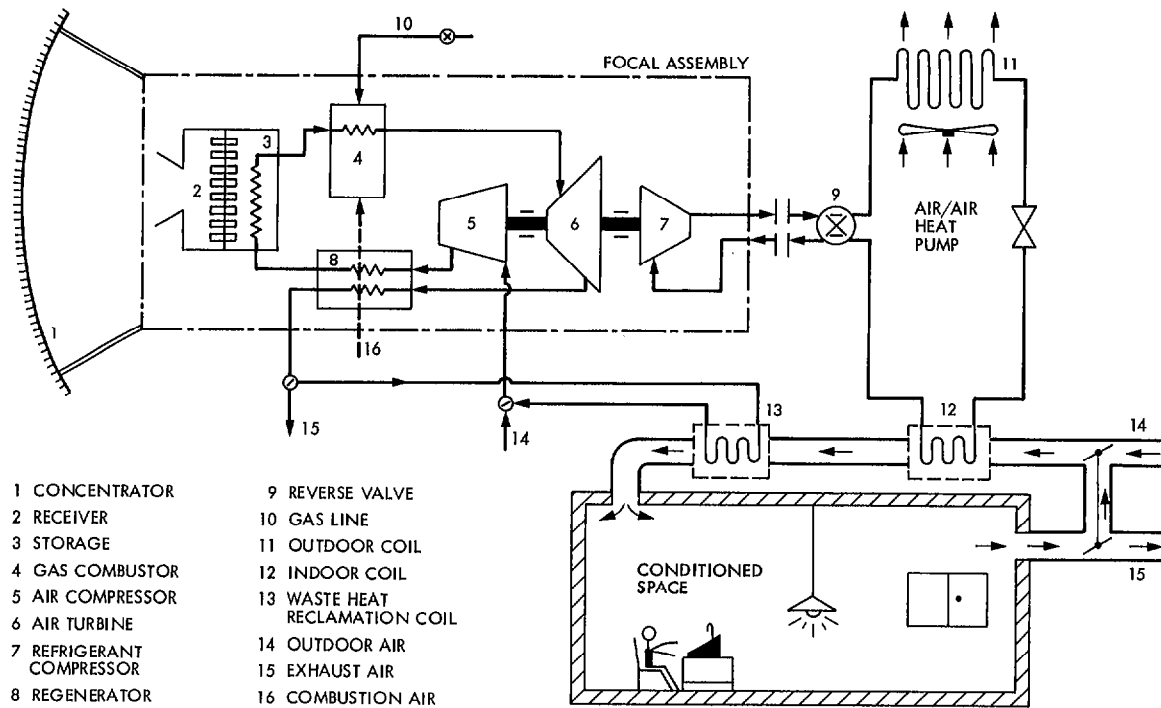 10
FOCAL ASSEMBLY
11
3
4
2
9
AIR/AIR
HEAT
PUMP
5
6
7
8
1
16
13
12
14
15
14
15
CONDITIONED
SPACE
1 CONCENTRATOR
2 RECEIVER
3 STORAGE
4 GAS COMBUSTOR
5 AIR COMPRESSOR
6 AIR TURBINE
7 REFRIGERANT
COMPRESSOR
8 REGENERATOR
9 REVERSE VALVE
10 GAS LINE
11 OUTDOOR COIL
12 INDOOR COIL
13 WASTE HEAT
RECLAMATION COIL
14 OUTDOOR AIR
15 EXHAUST AIR
16 COMBUSTION AIR